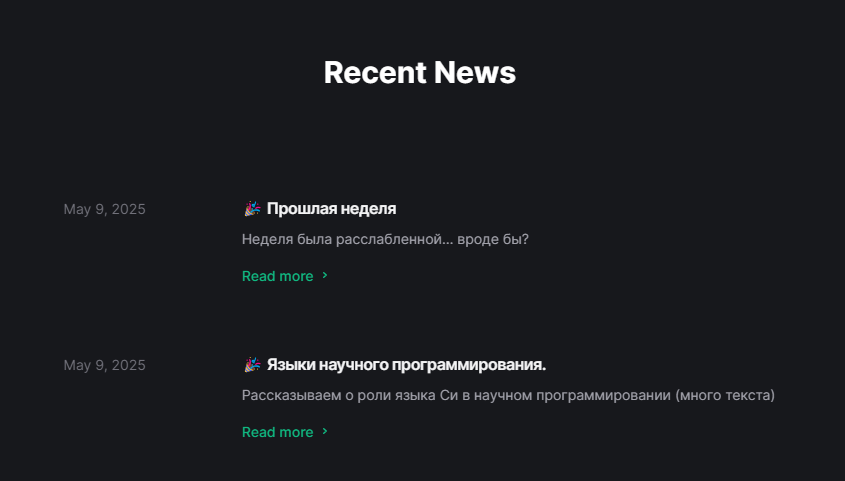 Recent News
May 9, 2025
🎉 Прошлая неделя
Неделя была расслабленной... вроде бы?
Read more ›
May 9, 2025
🎉 Языки научного программирования.
Рассказываем о роли языка Си в научном программировании (много текста)
Read more ›